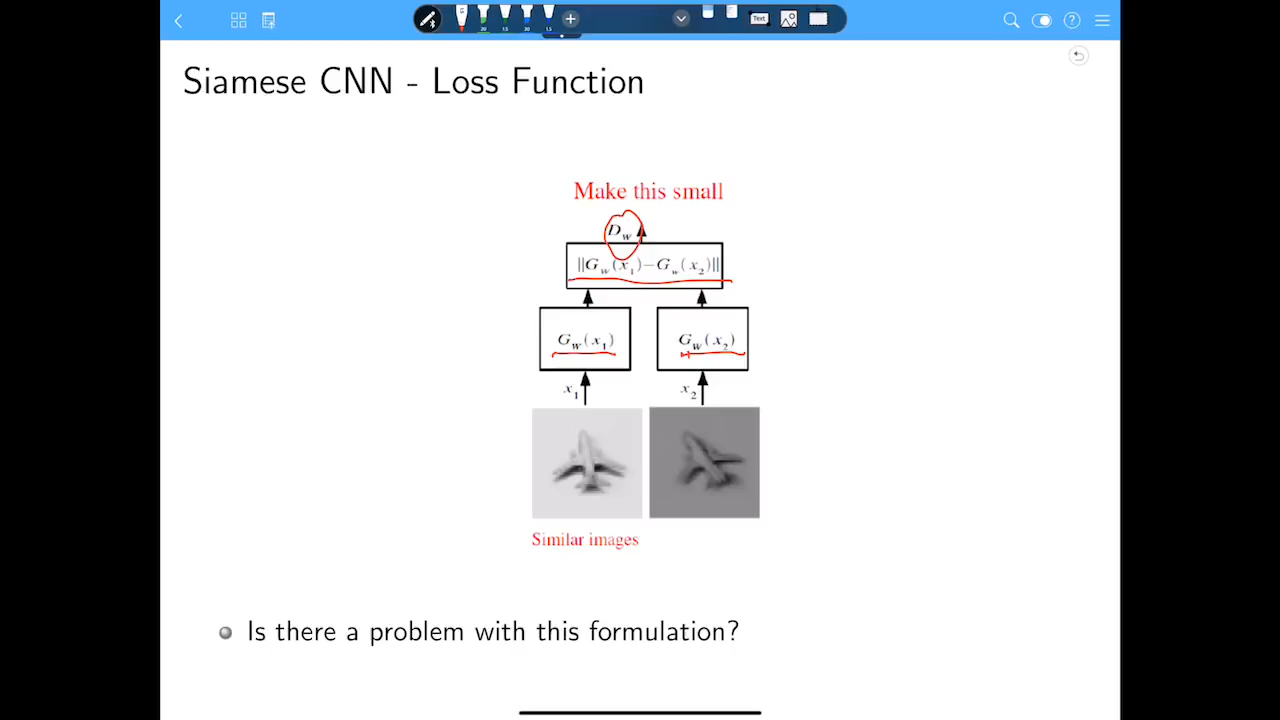 Text
Siamese CNN - Loss Function
Make this small
D_w
||G_w(x_1)-G_w(x_2)||
G_w(x_1) G_w(x_2)
x_1 x_2
Similar images
Is there a problem with this formulation?